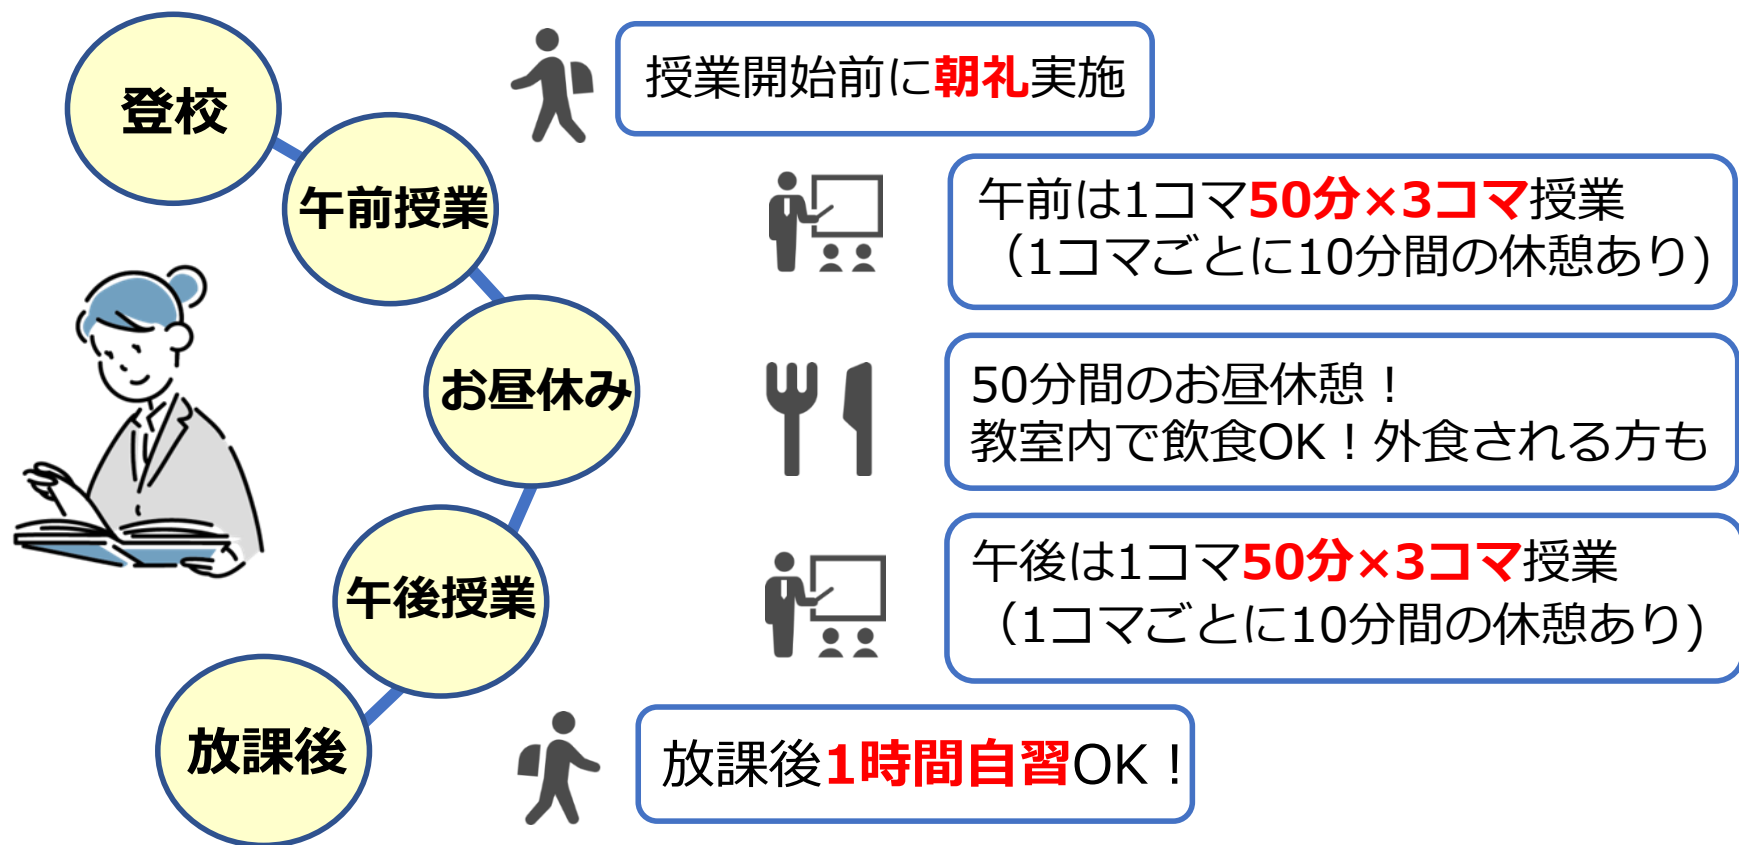 登校
授業開始前に朝礼実施
午前授業
午前は1コマ50分×3コマ授業
（1コマごとに10分間の休憩あり)
お昼休み
50分間のお昼休憩！
教室内で飲食OK！外食される方も
午後授業
午後は1コマ50分×3コマ授業
（1コマごとに10分間の休憩あり)
放課後
放課後1時間自習OK！